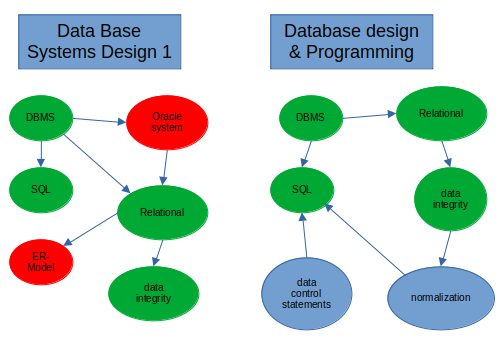 Data Base
Systems Design 1
Database design
& Programming
DBMS
Oracle
system
SQL
Relational
ER-
Model
data
integrity
DBMS
Relational
SQL
data
integrity
data
control
statements
normalization